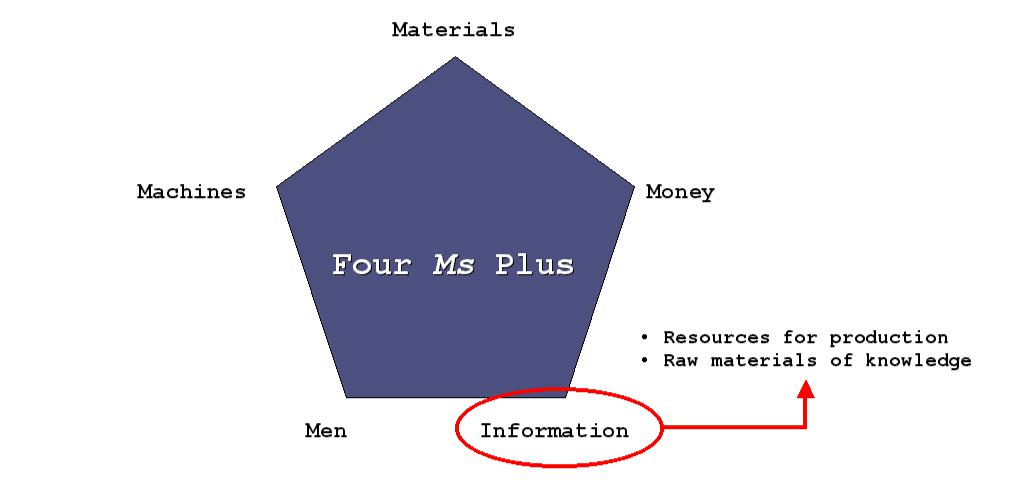 Materials
Machines
Money
Four Ms Plus
• Resources for production
• Raw materials of knowledge
Men
Information